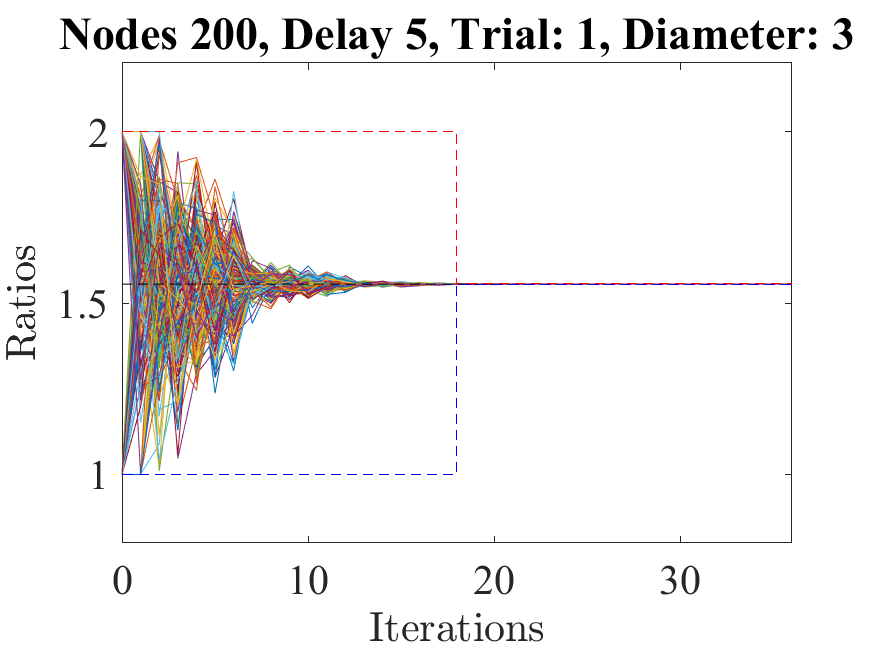 Nodes 200, Delay 5, Trial: 1, Diameter: 3
2
1.5
1
Ratios
0 10 20 30
Iterations